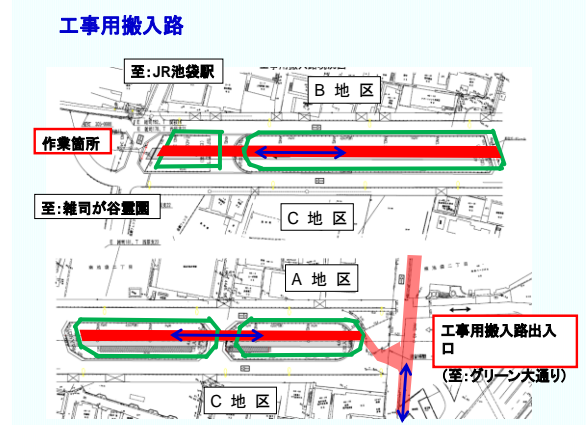 工事用搬入路
至：JR池袋駅
B 地 区
作業箇所
至：雑司が谷霊園
C 地 区
A 地 区
工事用搬入路出入
口
(至：グリーン大通り)
C 地 区